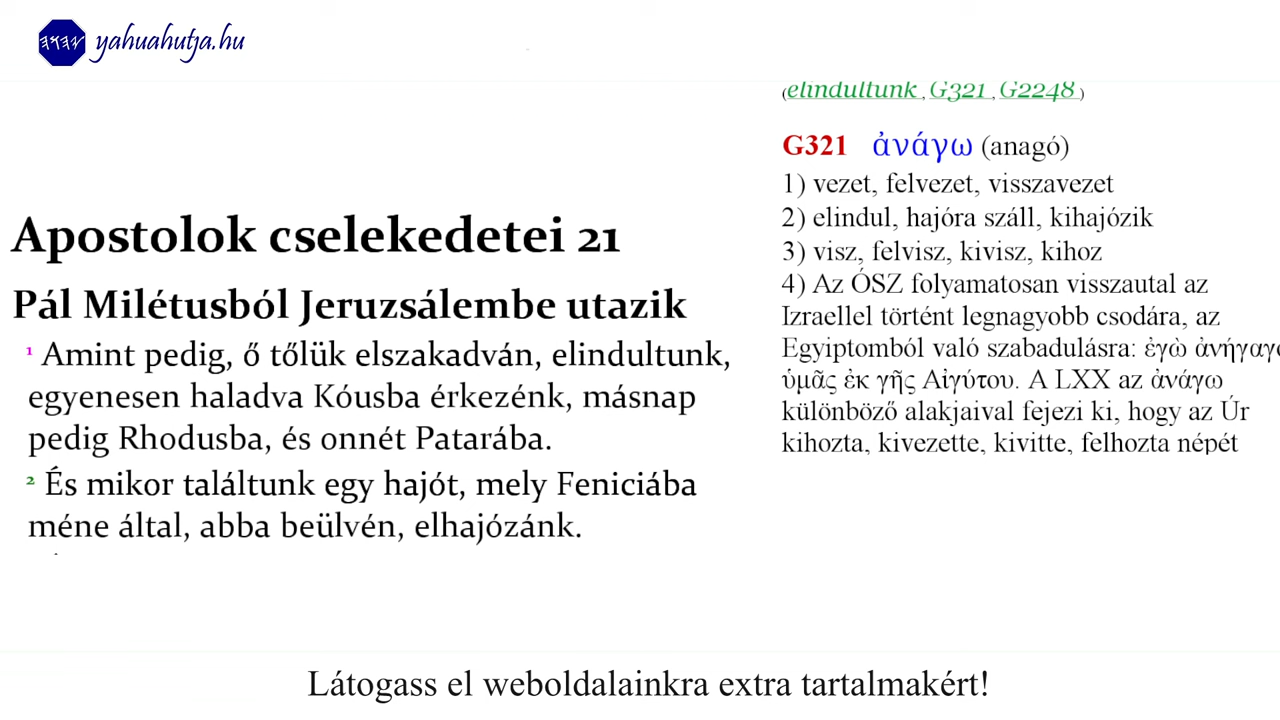 yahuahutja.hu
Apostolok cselekedetei 21
Pál Milétusból Jeruzsálembe utazik
1 Amint pedig, ő tőlük elszakadván, elindultunk,
egyenesen haladva Kóusba érkezénk, másnap
pedig Rhodusba, és onnét Patarába.
2 És mikor találtunk egy hajót, mely Feniciába
méne által, abba beülvén, elhajózánk.
(elindultunk , G321 , G2248 )
G321 ἀνάγω (anagó)
1) vezet, felvezet, visszavezet
2) elindul, hajóra száll, kihajózik
3) visz, felvisz, kivisz, kihoz
4) Az ÓSZ folyamatosan visszautal az
Izraellel történt legnagyobb csodára, az
Egyiptomból való szabadulásra: ἐγὼ
ὑμᾶς ἐκ γῆς Αἰγύτου. A LXX az ἀνάγω
különböző alakjaival fejezi ki, hogy az Úr
kihozta, kivezette, kivitte, felhozta népét
Látogass el weboldalainkra extra tartalmakért!